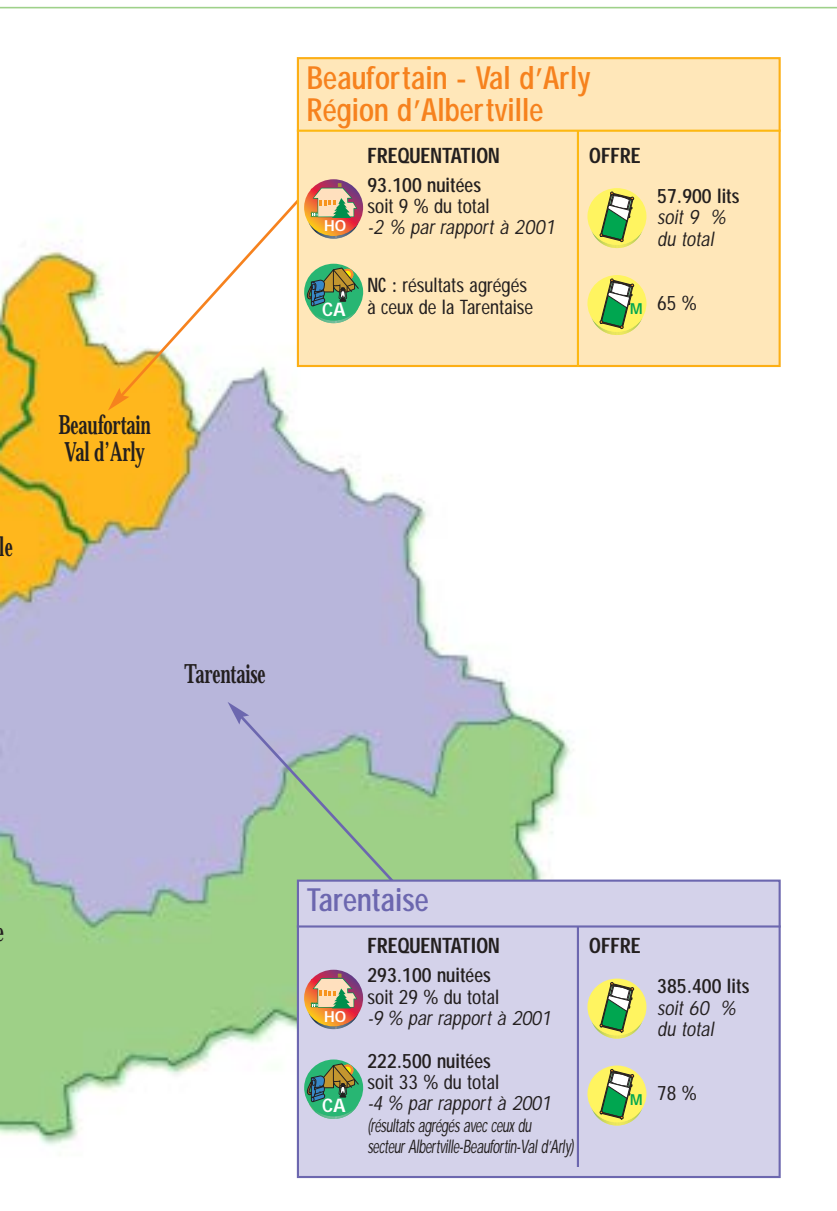 Beaufortain - Val d'Arly
Région d'Albertville
FREQUENTATION
HO
93.100 nuitées
soit 9 % du total
-2 % par rapport à 2001
CA
NC : résultats agrégés
à ceux de la Tarentaise
OFFRE
57.900 lits
soit 9 %
du total
M
65 %
Beaufortain
Val d'Arly
le
Tarentaise
e
Tarentaise
FREQUENTATION
HO
293.100 nuitées
soit 29 % du total
-9 % par rapport à 2001
CA
222.500 nuitées
soit 33 % du total
-4 % par rapport à 2001
(résultats agrégés avec ceux du
secteur Albertville-Beaufortin-Val d'Arly)
OFFRE
385.400 lits
soit 60 %
du total
M
78 %